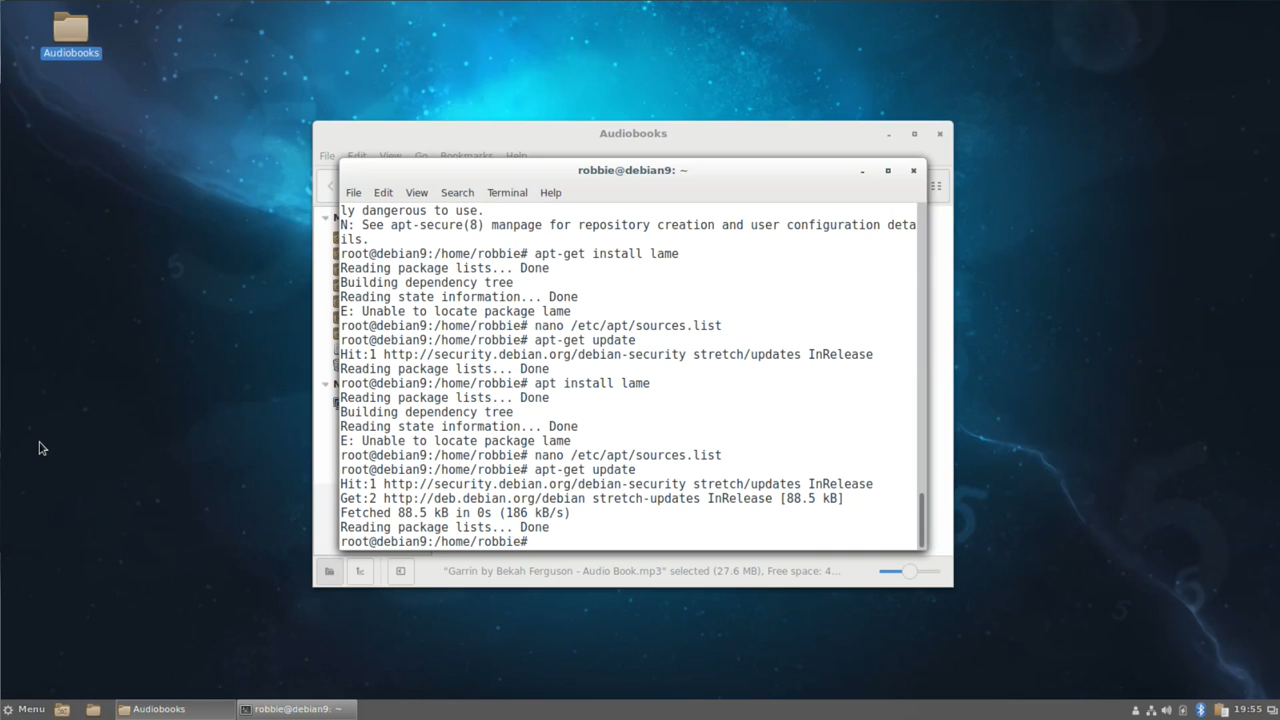 Audiobooks
Audiobooks
File Edit View Go Bookmarks Help
robbie@debian9: ~
File Edit View Search Terminal Help
ly dangerous to use.
N: See apt-secure(8) manpage for repository creation and user configuration deta
ils.
root@debian9:/home/robbie# apt-get install lame
Reading package lists... Done
Building dependency tree
Reading state information... Done
E: Unable to locate package lame
root@debian9:/home/robbie# nano /etc/apt/sources.list
root@debian9:/home/robbie# apt-get update
Hit:1 http://security.debian.org/debian-security stretch/updates InRelease
Reading package lists... Done
root@debian9:/home/robbie# apt install lame
Reading package lists... Done
Building dependency tree
Reading state information... Done
E: Unable to locate package lame
root@debian9:/home/robbie# nano /etc/apt/sources.list
root@debian9:/home/robbie# apt-get update
Hit:1 http://security.debian.org/debian-security stretch/updates InRelease
Get:2 http://deb.debian.org/debian stretch-updates InRelease [88.5 kB]
Fetched 88.5 kB in 0s (186 kB/s)
Reading package lists... Done
root@debian9:/home/robbie#
"Garrin by Bekah Ferguson - Audio Book.mp3" selected (27.6 MB), Free space: 4...
Menu Audiobooks robbie@debian9: ~ 19:55